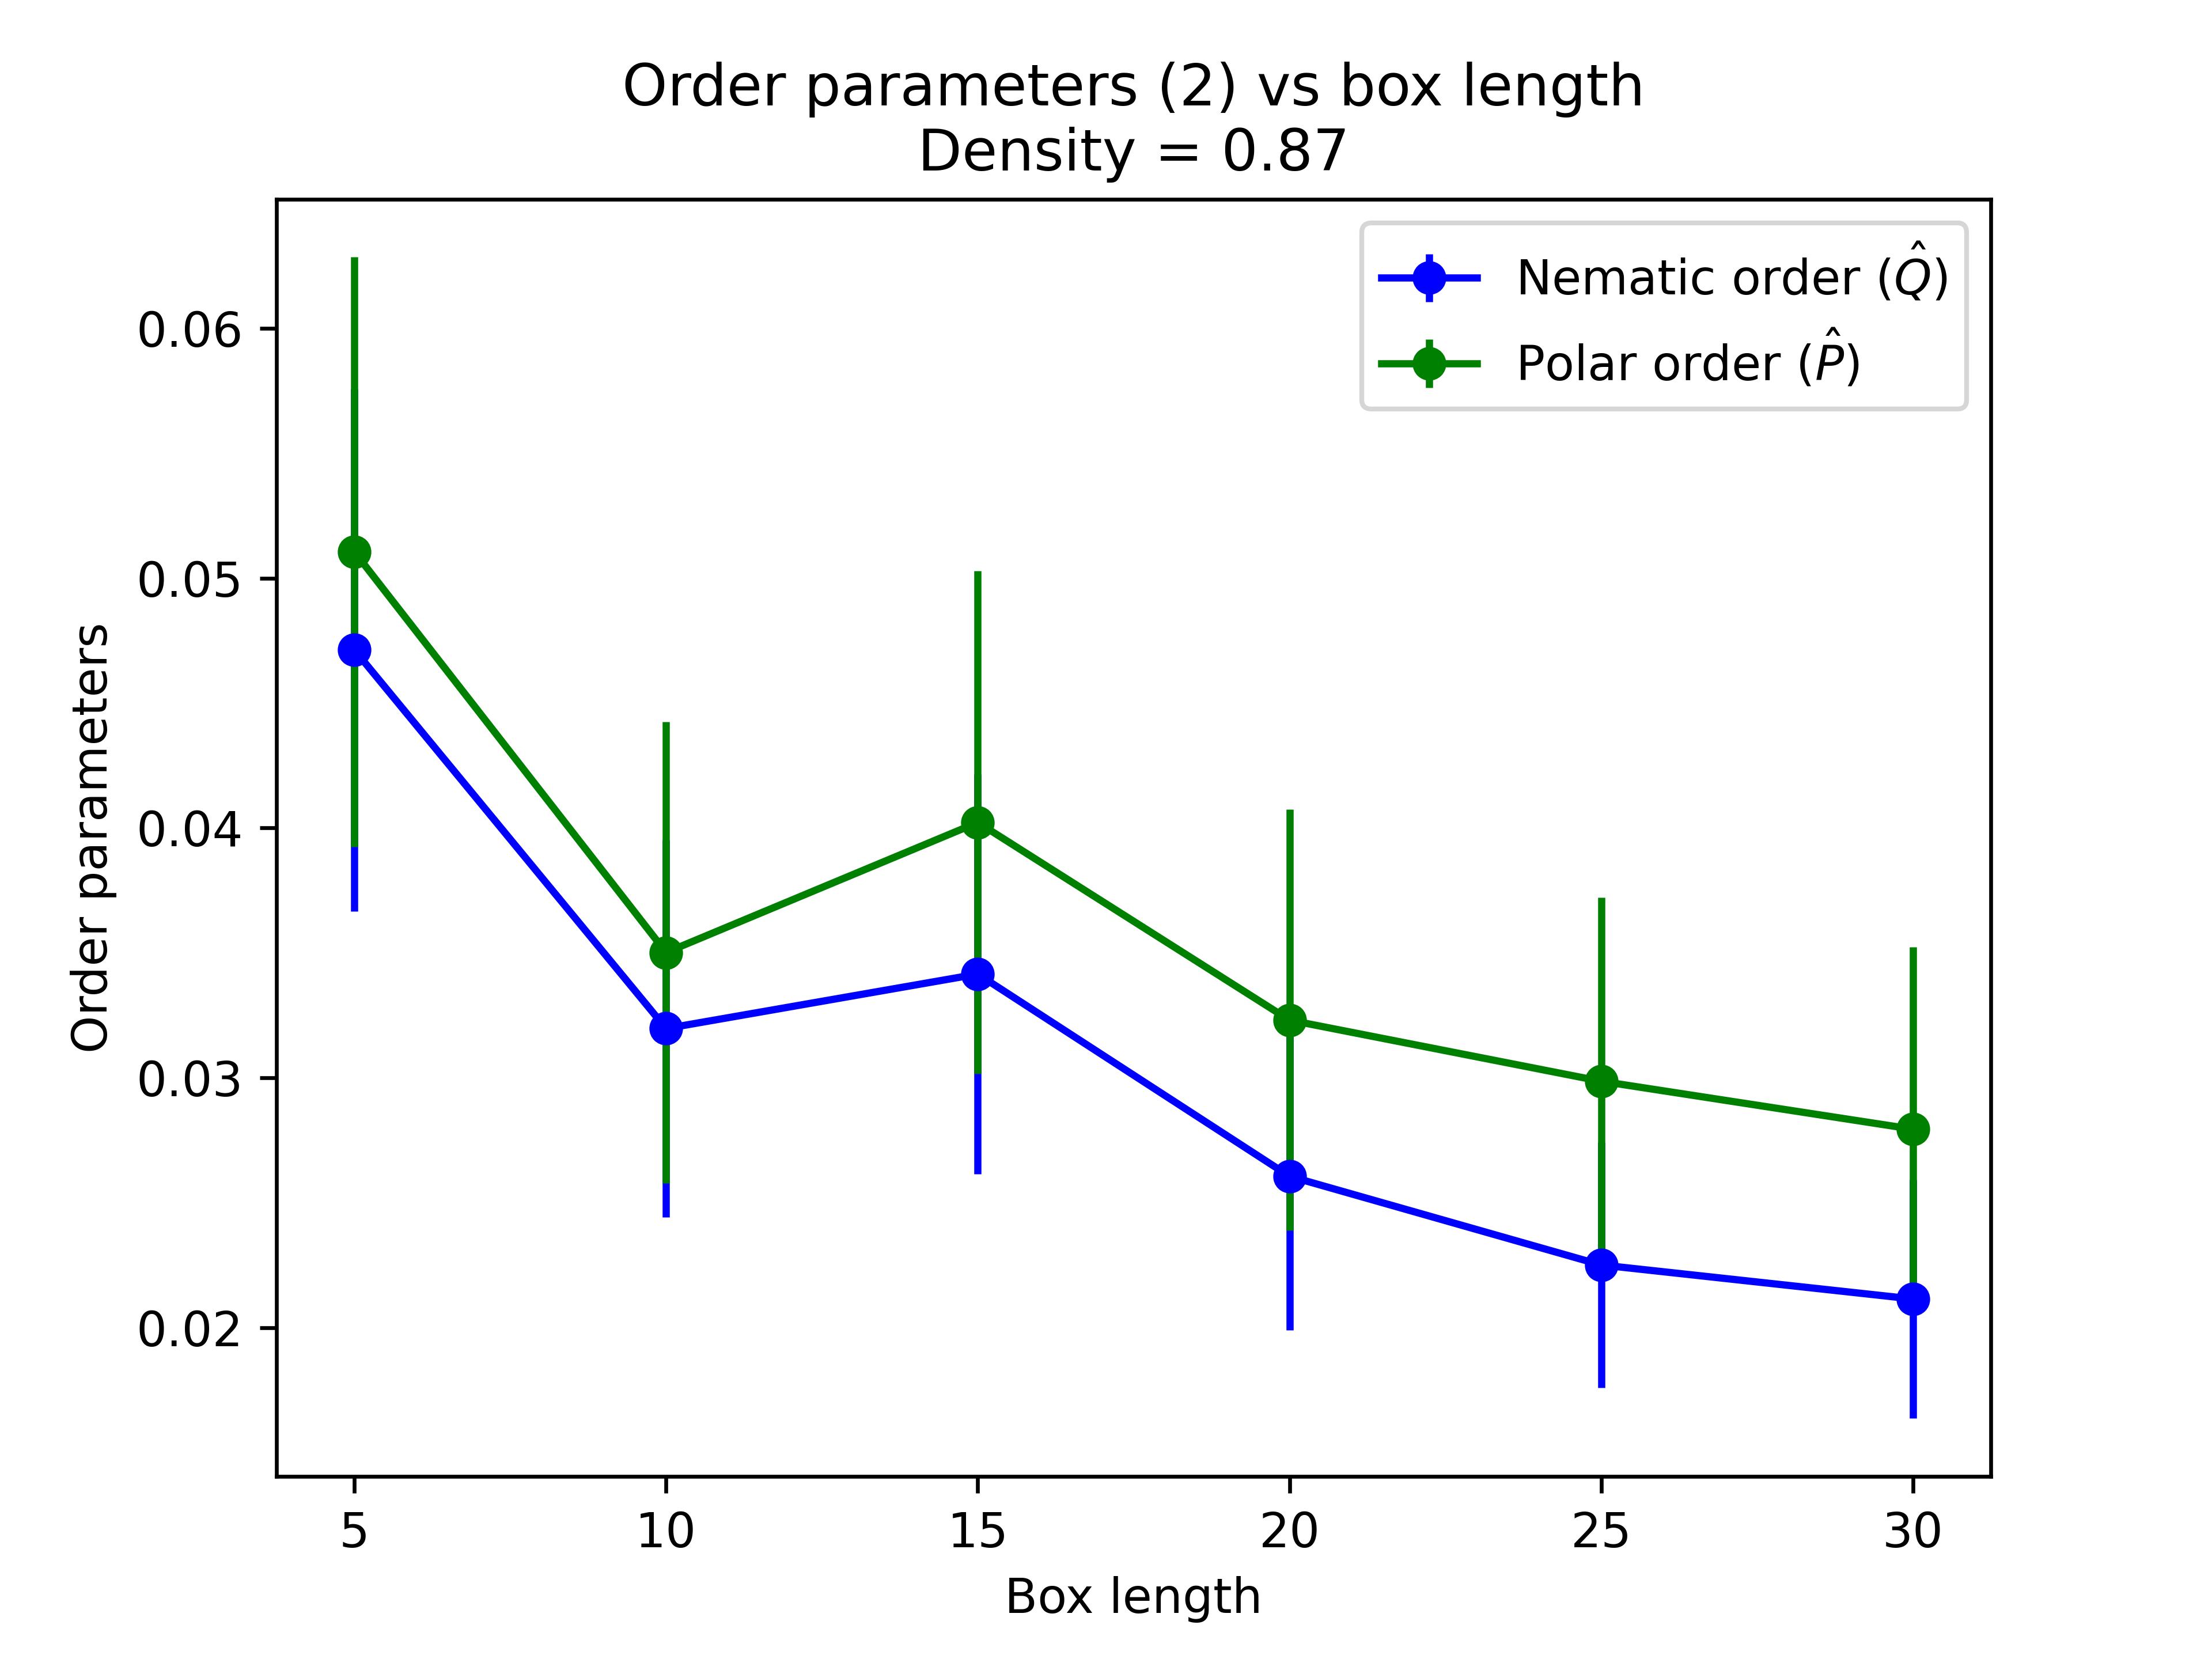 Order parameters (2) vs box length
Density = 0.87
Nematic order (Q̂)
Polar order (P̂)
0.06
0.05
0.04
0.03
0.02
Order parameters
5 10 15 20 25 30
Box length